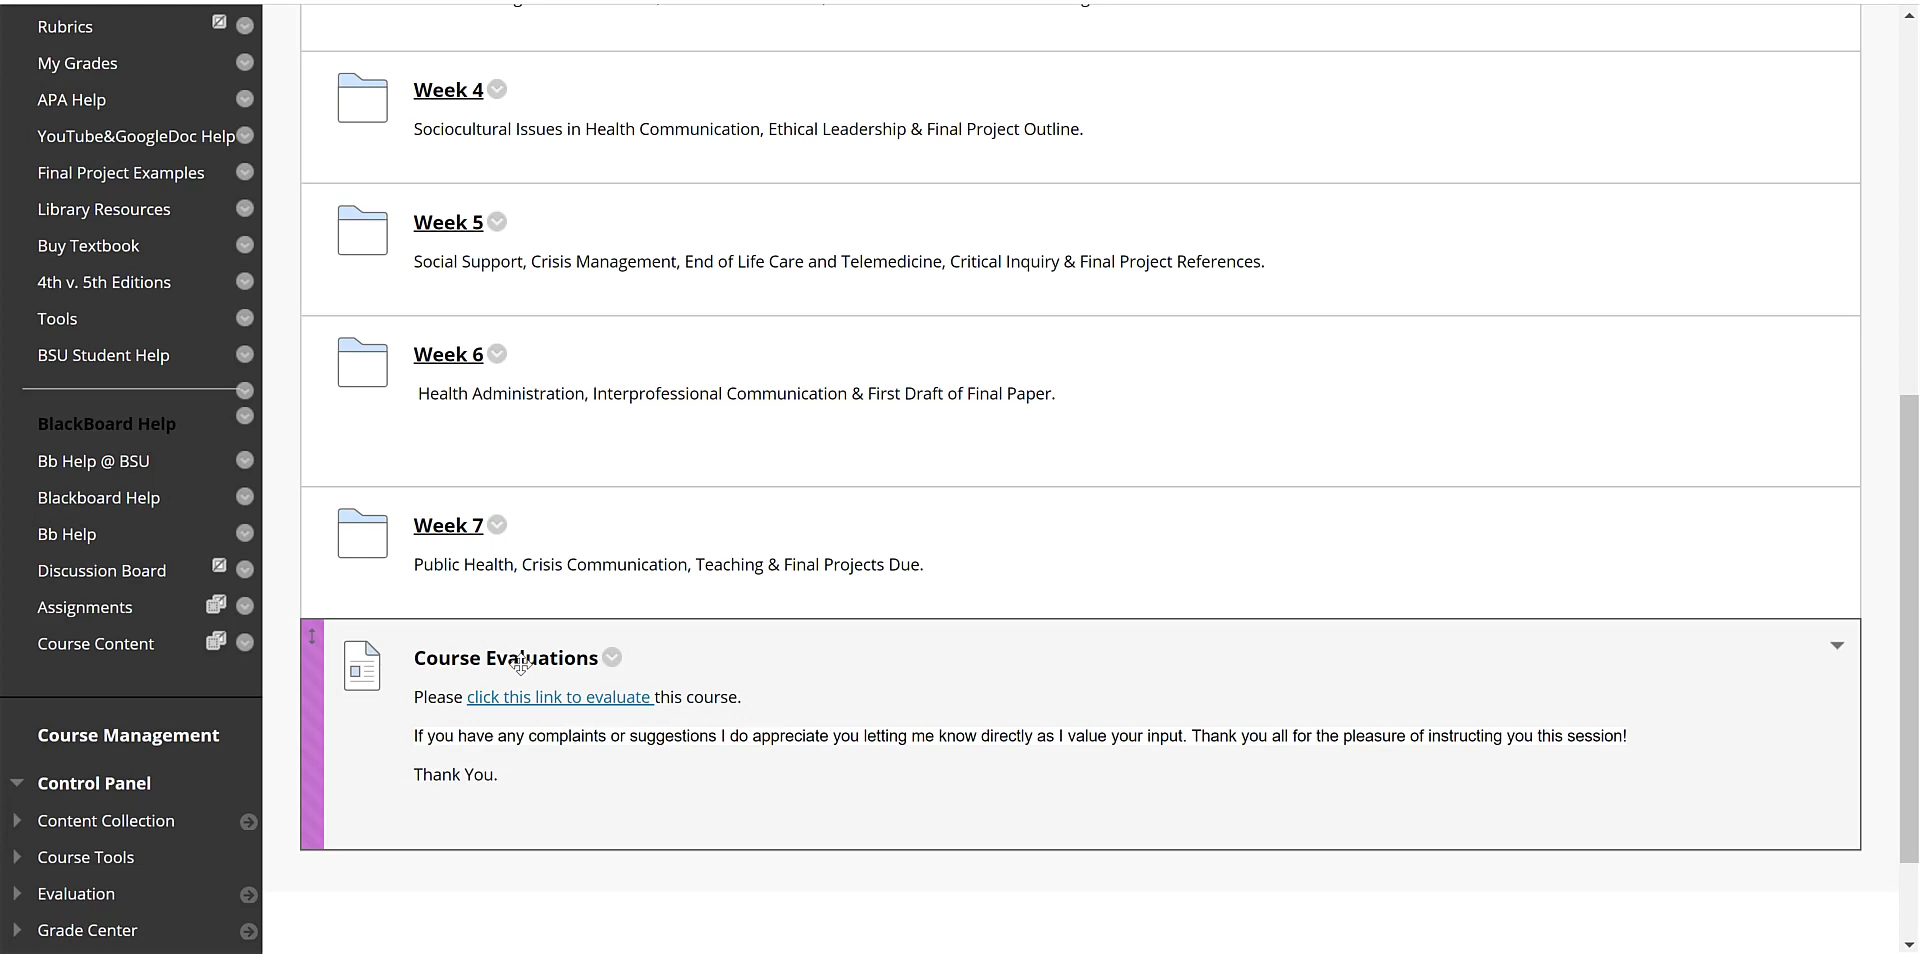 Rubrics
My Grades
APA Help
YouTube&GoogleDoc Help
Final Project Examples
Library Resources
Buy Textbook
4th v. 5th Editions
Tools
BSU Student Help
BlackBoard Help
Bb Help @ BSU
Blackboard Help
Bb Help
Discussion Board
Assignments
Course Content
Course Management
Control Panel
Content Collection
Course Tools
Evaluation
Grade Center
Week 4
Sociocultural Issues in Health Communication, Ethical Leadership & Final Project Outline.
Week 5
Social Support, Crisis Management, End of Life Care and Telemedicine, Critical Inquiry & Final Project References.
Week 6
Health Administration, Interprofessional Communication & First Draft of Final Paper.
Week 7
Public Health, Crisis Communication, Teaching & Final Projects Due.
Course Evaluations
Please click this link to evaluate this course.
If you have any complaints or suggestions I do appreciate you letting me know directly as I value your input. Thank you all for the pleasure of instructing you this session!
Thank You.